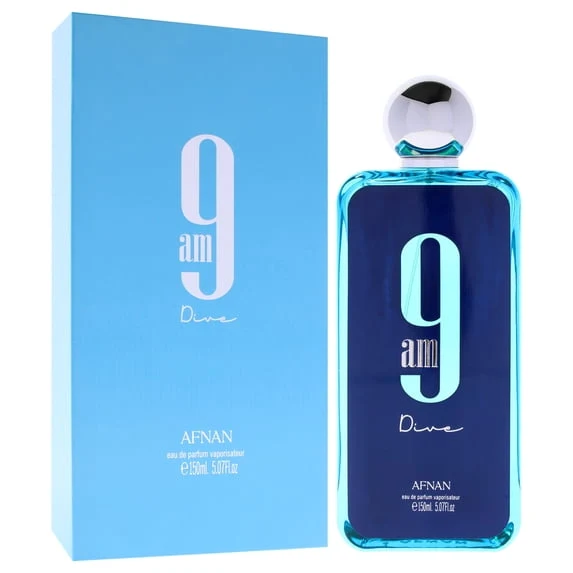 9
am
Dive
AFNAN
eau de parfum vaporisateur
℮150ml. 5.07Fl.oz
9
am
Dive
AFNAN
eau de parfum vaporisateur
℮150ml. 5.07Fl.oz